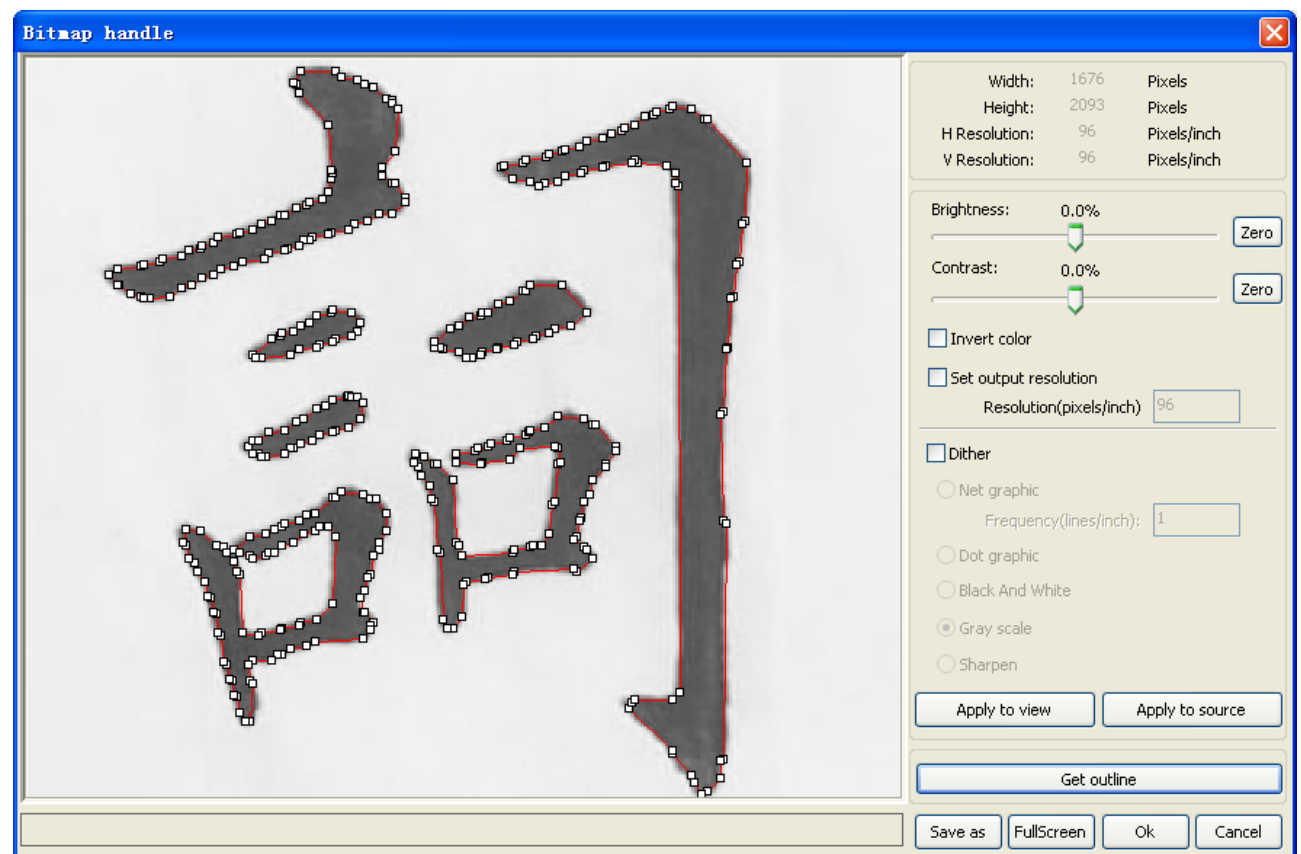 Bitmap handle
詞
Width: 1676 Pixels
Height: 2093 Pixels
H Resolution: 96 Pixels/inch
V Resolution: 96 Pixels/inch
Brightness: 0.0%
Zero
Contrast: 0.0%
Zero
Invert color
Set output resolution
Resolution(pixels/inch) 96
Dither
Net graphic
Frequency(lines/inch): 1
Dot graphic
Black And White
Gray scale
Sharpen
Apply to view Apply to source
Get outline
Save as FullScreen Ok Cancel